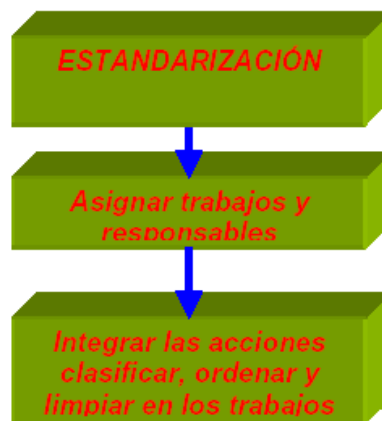 ESTANDARIZACIÓN
Asignar trabajos y
responsables
Integrar las acciones
clasificar, ordenar y
limpiar en los trabajos